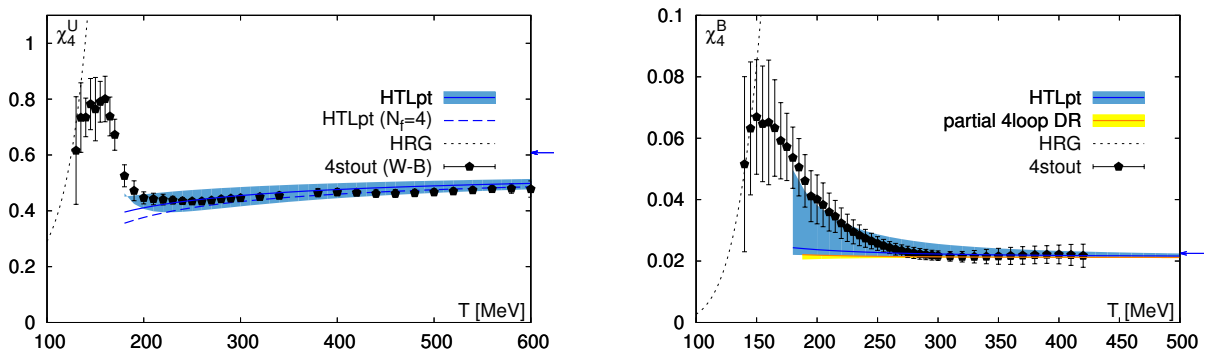 χ₄ᵁ
1
0.8
0.6
0.4
0.2
0
HTLpt
HTLpt (N_f=4)
HRG
4stout (W-B)
T [MeV]
100 200 300 400 500 600
χ₄ᴮ
0.1
0.08
0.06
0.04
0.02
0
HTLpt
partial 4loop DR
HRG
4stout
T [MeV]
100 150 200 250 300 350 400 450 500